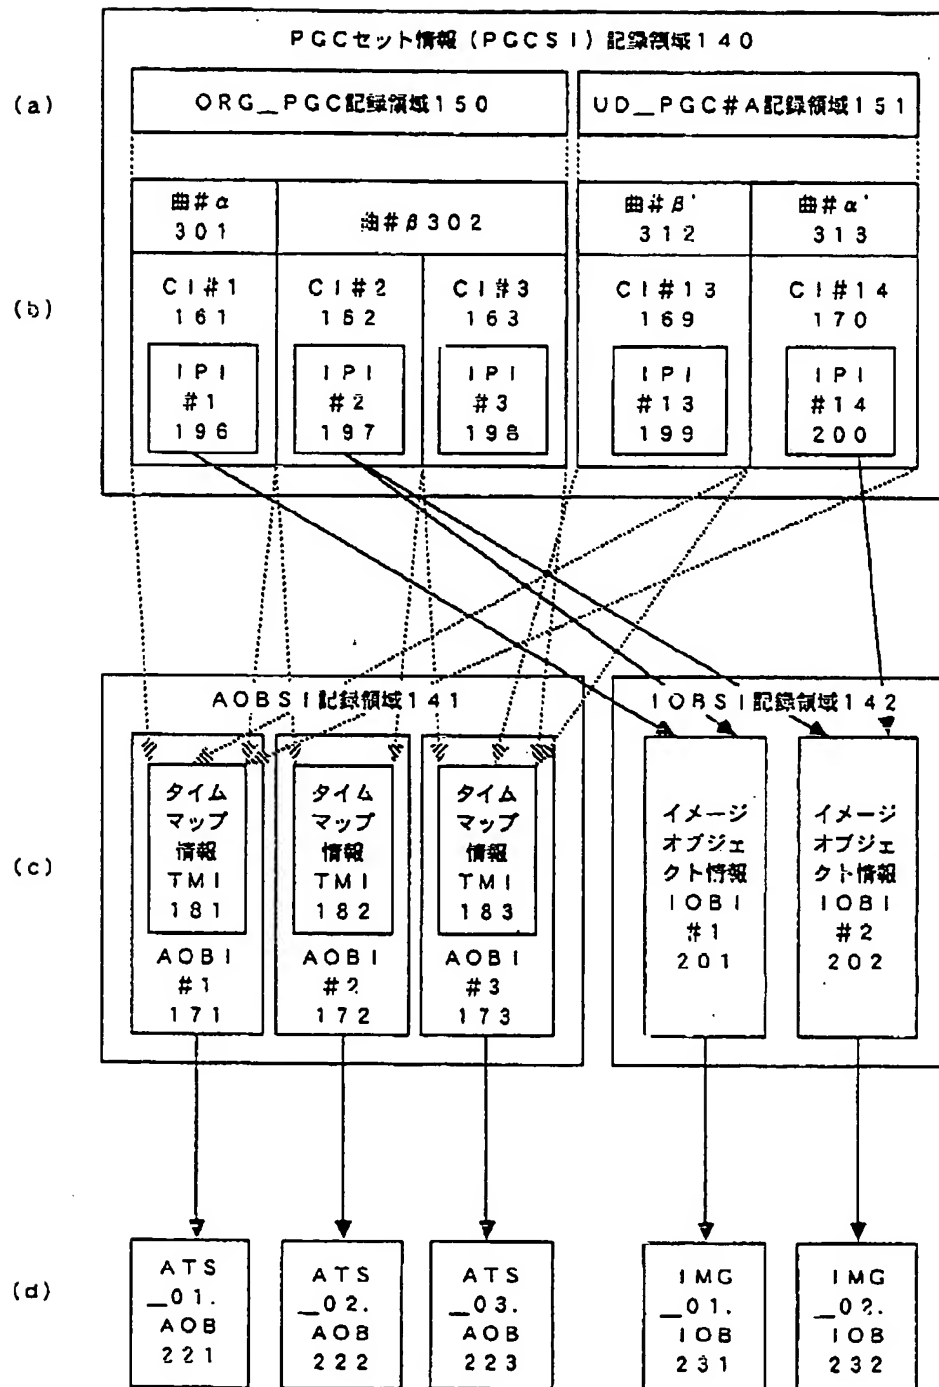 PGCセット情報(PGCSI)記録領域140
(a)
ORG_PGC記録領域150
UD_PGC#A記録領域151
曲#α
301
曲#β302
曲#β'
312
曲#α'
313
(b)
CI#1
161
IPI
#1
196
CI#2
162
IPI
#2
197
CI#3
163
IPI
#3
198
CI#13
169
IPI
#13
199
CI#14
170
IPI
#14
200
AOBSI記録領域141
IOBSI記録領域142
(c)
タイム
マップ
情報
TMI
181
AOBI
#1
171
タイム
マップ
情報
TMI
182
AOBI
#2
172
タイム
マップ
情報
TMI
183
AOBI
#3
173
イメージ
オブジェ
クト情報
IOBI
#1
201
イメージ
オブジェ
クト情報
IOBI
#2
202
(d)
ATS
_01.
AOB
221
ATS
_02.
AOB
222
ATS
_03.
AOB
223
IMG
_01.
IOB
231
IMG
_02.
IOB
232